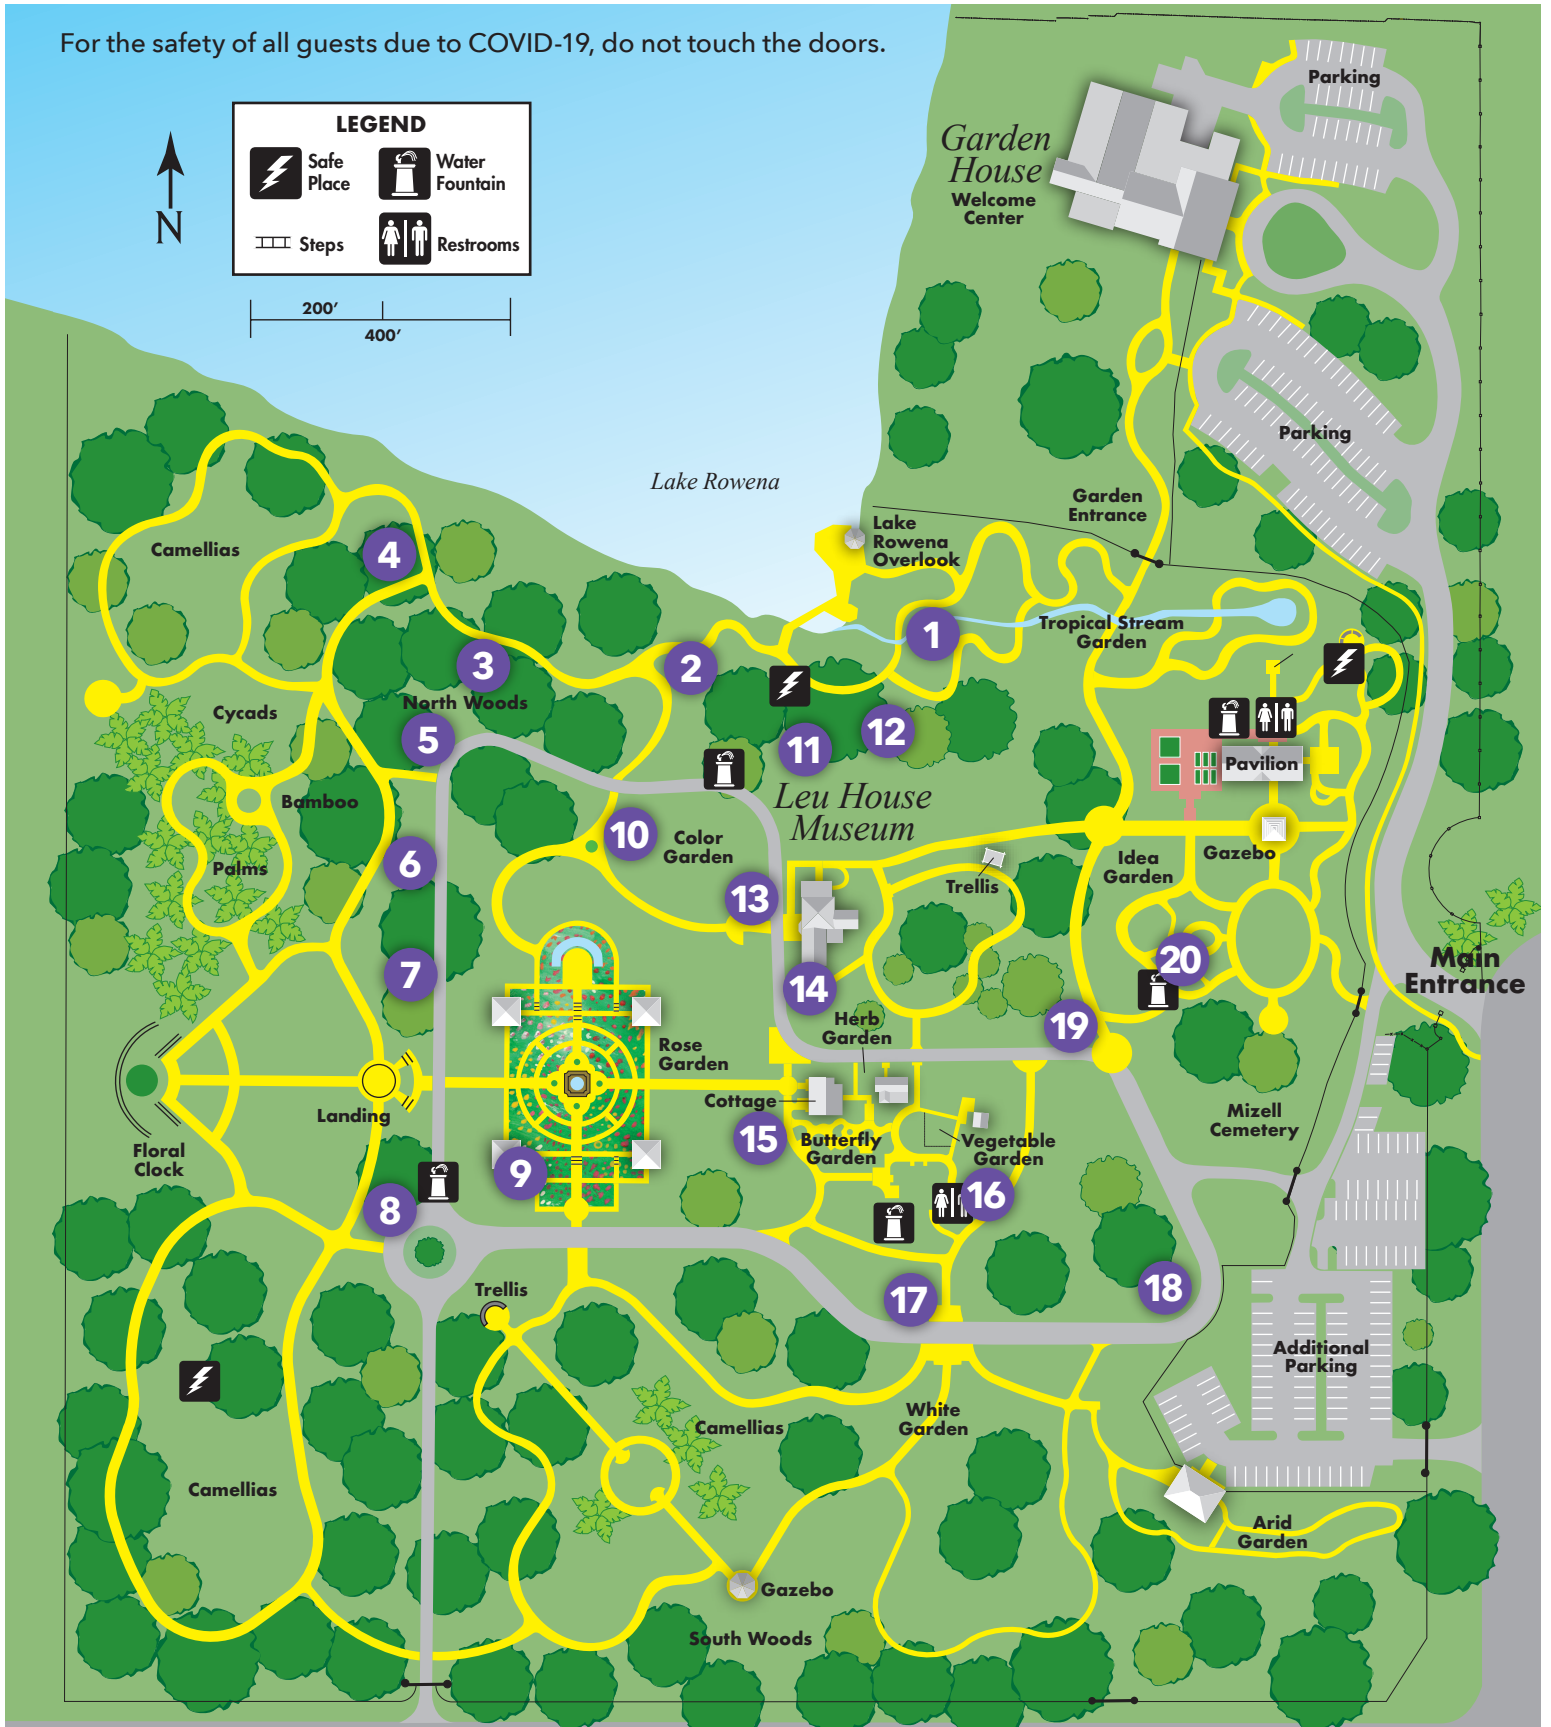 For the safety of all guests due to COVID-19, do not touch the doors.
LEGEND
Safe
Place
Water
Fountain
Steps
Restrooms
N
200′
400′
Parking
Garden
House
Welcome
Center
Parking
Lake Rowena
Garden
Entrance
Lake
Rowena
Overlook
Camellias
4
1
Tropical Stream
Garden
3
2
North Woods
Cycads
5
12
11
Pavilion
Leu House
Museum
Bamboo
10
Color
Garden
Idea
Garden
Gazebo
6
Palms
Trellis
13
7
14
20
Main
Entrance
Herb
Garden
19
Rose
Garden
Cottage
Landing
Mizell
Cemetery
15
Butterfly
Garden
Vegetable
Garden
Floral
Clock
9
16
8
Trellis
17
18
Additional
Parking
White
Garden
Camellias
Camellias
Arid
Garden
Gazebo
South Woods